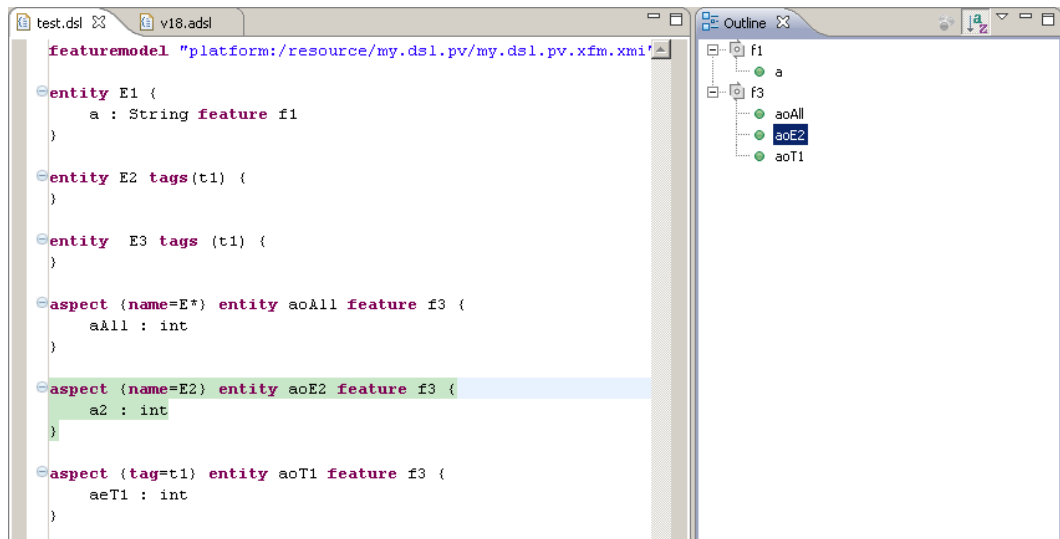 test.dsl
v18.adsl
featuremodel "platform:/resource/my.dsl.pv/my.dsl.pv.xfm.xmi"
entity E1 {
a : String feature f1
}
entity E2 tags(t1) {
}
entity  E3 tags (t1) {
}
aspect (name=E*) entity aoAll feature f3 {
aAll : int
}
aspect (name=E2) entity aoE2 feature f3 {
a2 : int
}
aspect (tag=t1) entity aoT1 feature f3 {
aeT1 : int
}
Outline
a
z
f1
a
f3
aoAll
aoE2
aoT1